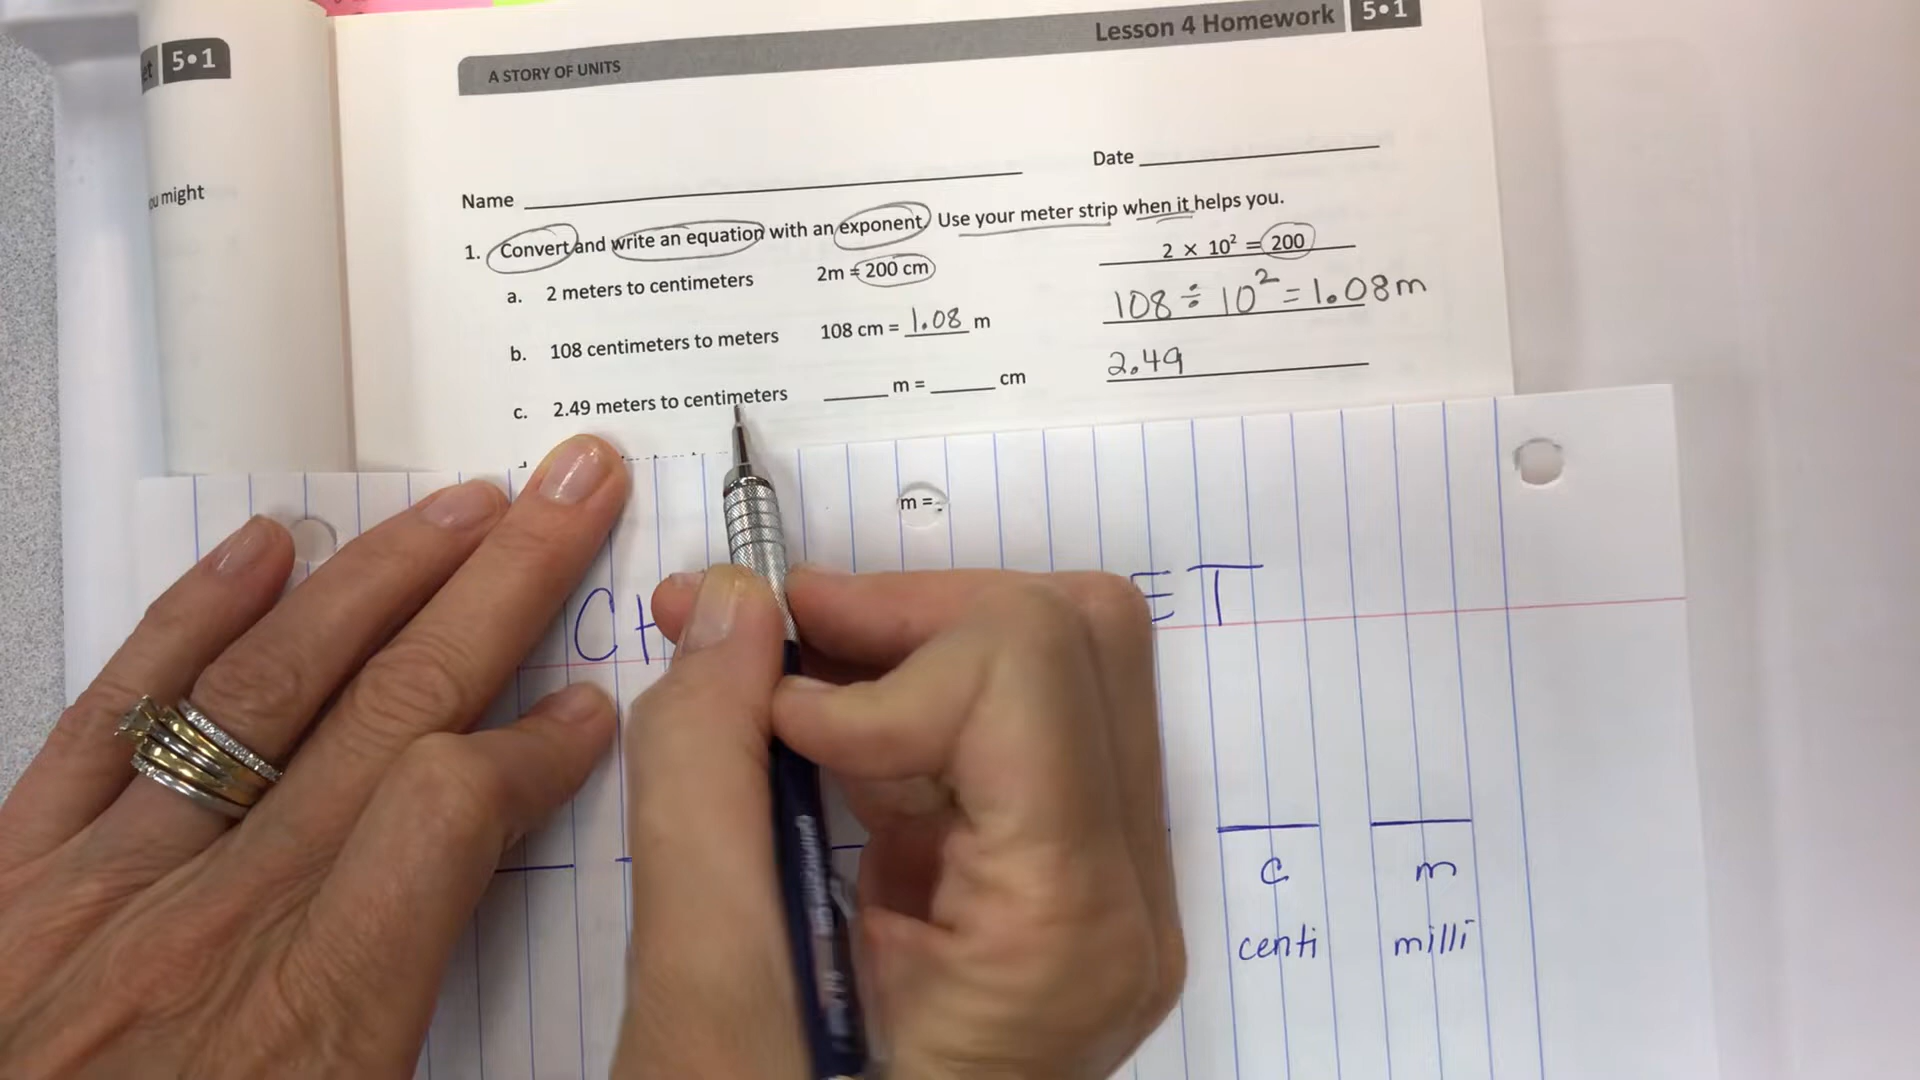 5•1
A STORY OF UNITS
Lesson 4 Homework 5•1
might
Name
Date
1. Convert and write an equation with an exponent. Use your meter strip when it helps you.
a. 2 meters to centimeters 2m = 200 cm 2 × 10² = 200
b. 108 centimeters to meters 108 cm = 1.08 m 108 ÷ 10² = 1.08m
c. 2.49 meters to centimeters ___ m = ___ cm 2.49
m =
CH ET
c m
centi milli